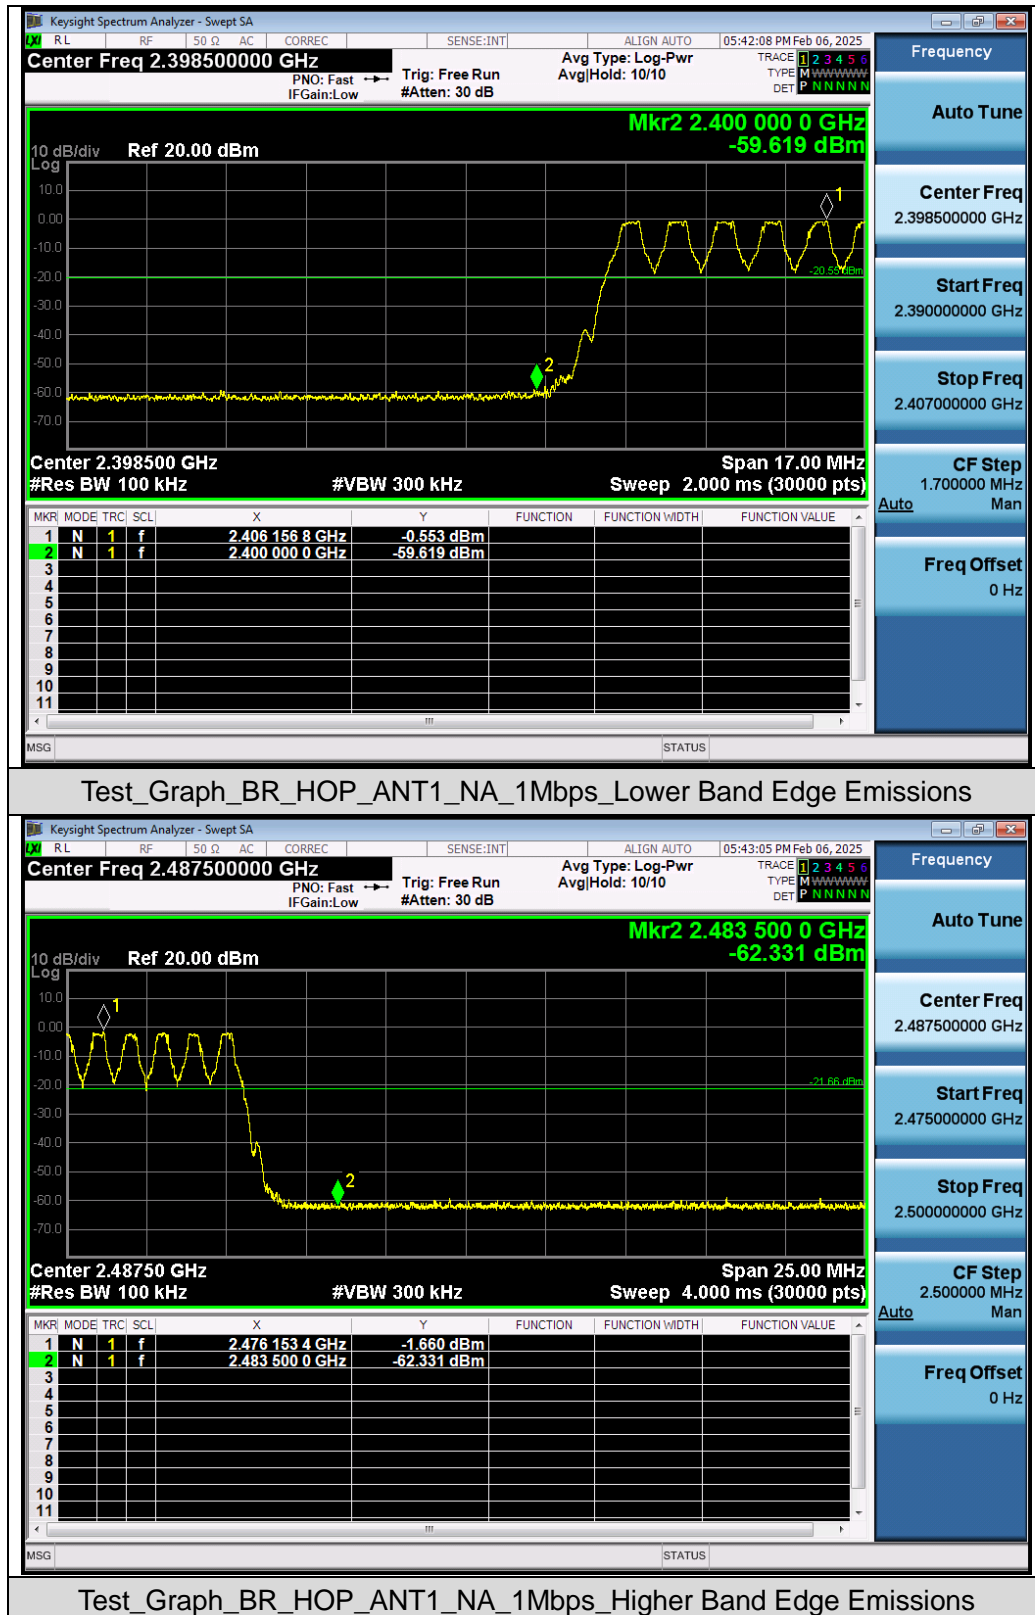 Keysight Spectrum Analyzer - Swept SA
LXI RL RF 50 Ω AC CORREC SENSE:INT ALIGN AUTO 05:42:08 PM Feb 06, 2025
Center Freq 2.398500000 GHz
PNO: Fast
IFGain:Low
Trig: Free Run
#Atten: 30 dB
Avg Type: Log-Pwr
Avg|Hold: 10/10
TRACE 1 2 3 4 5 6
TYPE M W W W W W
DET P N N N N N
Mkr2 2.400 000 0 GHz
-59.619 dBm
10 dB/div Ref 20.00 dBm
Log
10.0
0.00
-10.0
-20.0
-30.0
-40.0
-50.0
-60.0
-70.0
1
-20.55 dBm
2
Center 2.398500 GHz Span 17.00 MHz
#Res BW 100 kHz #VBW 300 kHz Sweep 2.000 ms (30000 pts)
MKR MODE TRC SCL X Y FUNCTION FUNCTION WIDTH FUNCTION VALUE
1 N 1 f 2.406 156 8 GHz -0.553 dBm
2 N 1 f 2.400 000 0 GHz -59.619 dBm
3
4
5
6
7
8
9
10
11
MSG STATUS
Frequency
Auto Tune
Center Freq
2.398500000 GHz
Start Freq
2.390000000 GHz
Stop Freq
2.407000000 GHz
CF Step
1.700000 MHz
Auto Man
Freq Offset
0 Hz
Test_Graph_BR_HOP_ANT1_NA_1Mbps_Lower Band Edge Emissions
Keysight Spectrum Analyzer - Swept SA
LXI RL RF 50 Ω AC CORREC SENSE:INT ALIGN AUTO 05:43:05 PM Feb 06, 2025
Center Freq 2.487500000 GHz
PNO: Fast
IFGain:Low
Trig: Free Run
#Atten: 30 dB
Avg Type: Log-Pwr
Avg|Hold: 10/10
TRACE 1 2 3 4 5 6
TYPE M W W W W W
DET P N N N N N
Mkr2 2.483 500 0 GHz
-62.331 dBm
10 dB/div Ref 20.00 dBm
Log
10.0
0.00
-10.0
-20.0
-30.0
-40.0
-50.0
-60.0
-70.0
1
-21.66 dBm
2
Center 2.48750 GHz Span 25.00 MHz
#Res BW 100 kHz #VBW 300 kHz Sweep 4.000 ms (30000 pts)
MKR MODE TRC SCL X Y FUNCTION FUNCTION WIDTH FUNCTION VALUE
1 N 1 f 2.476 153 4 GHz -1.660 dBm
2 N 1 f 2.483 500 0 GHz -62.331 dBm
3
4
5
6
7
8
9
10
11
MSG STATUS
Frequency
Auto Tune
Center Freq
2.487500000 GHz
Start Freq
2.475000000 GHz
Stop Freq
2.500000000 GHz
CF Step
2.500000 MHz
Auto Man
Freq Offset
0 Hz
Test_Graph_BR_HOP_ANT1_NA_1Mbps_Higher Band Edge Emissions